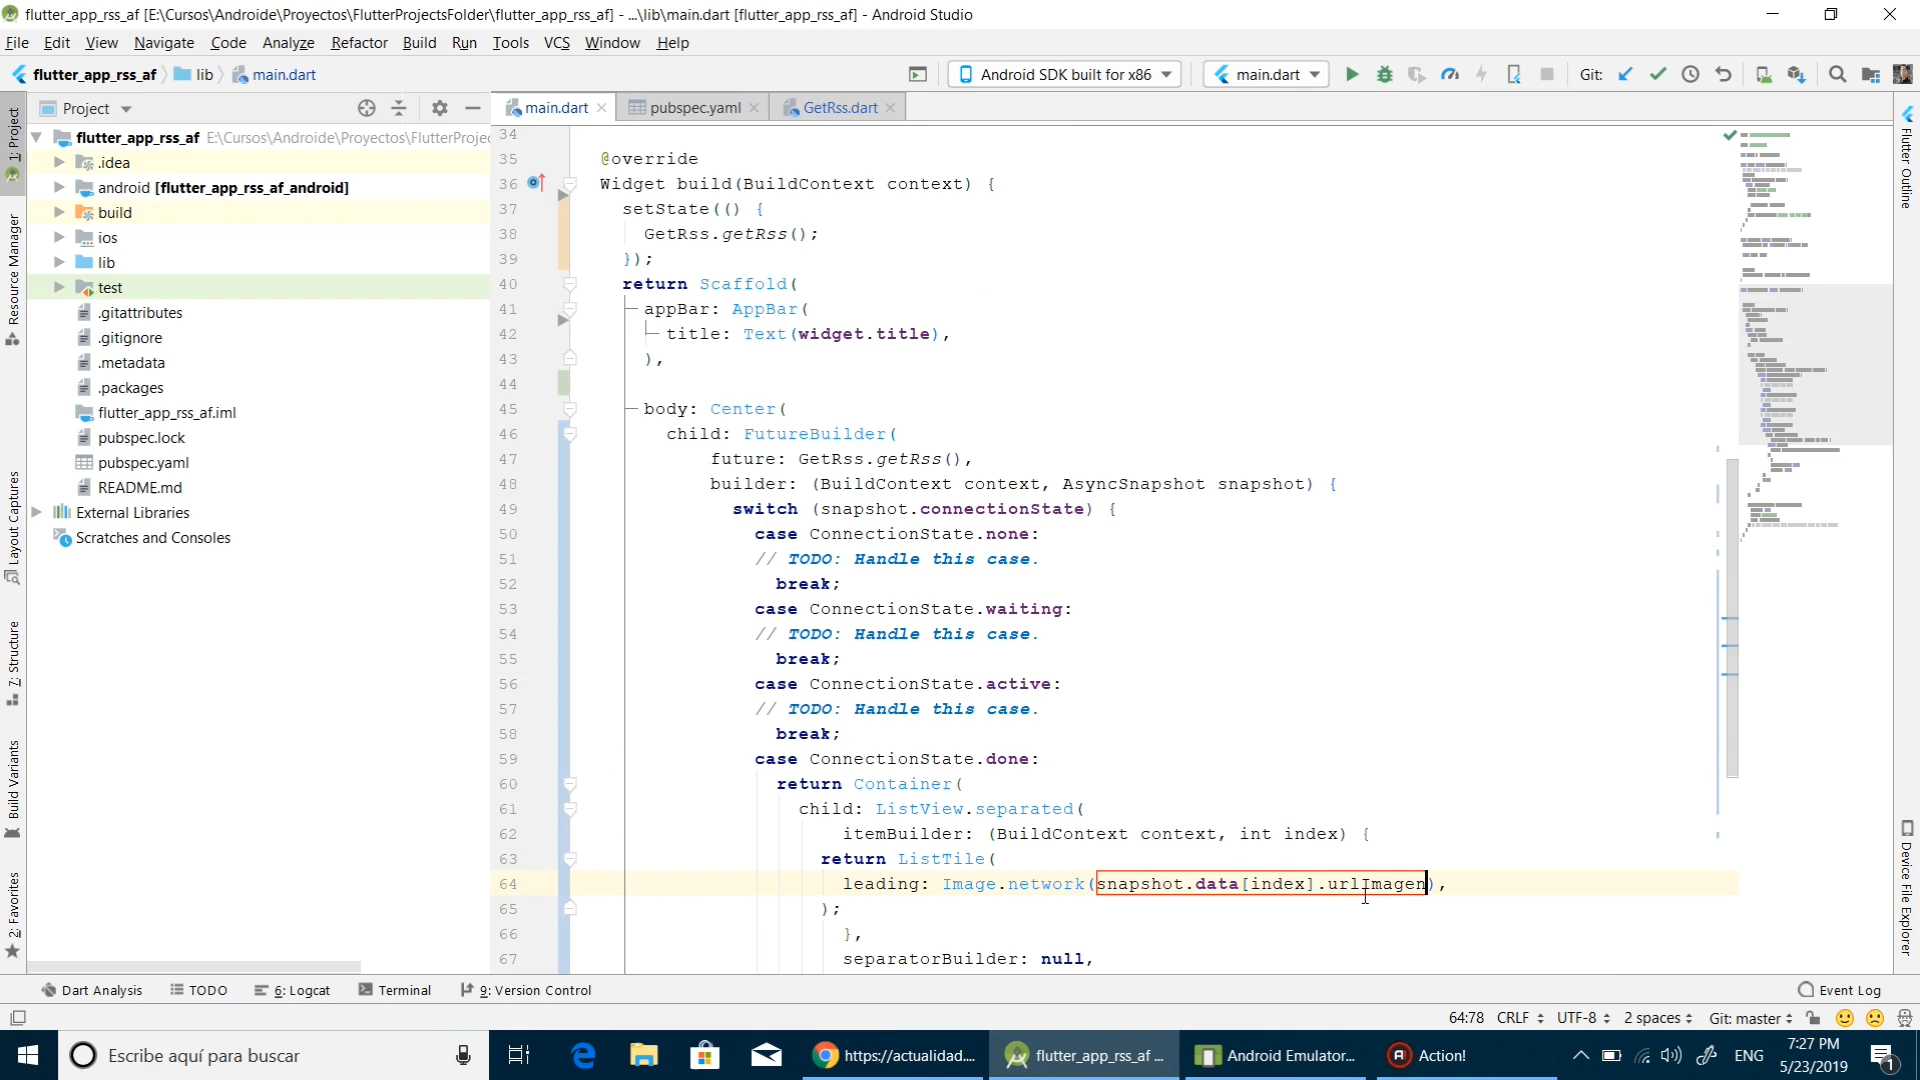 flutter_app_rss_af [E:\Cursos\Androide\Proyectos\FlutterProjectsFolder\flutter_app_rss_af] - ...\lib\main.dart [flutter_app_rss_af] - Android Studio
File Edit View Navigate Code Analyze Refactor Build Run Tools VCS Window Help
flutter_app_rss_af lib main.dart Android SDK built for x86 main.dart Git:
Project main.dart pubspec.yaml GetRss.dart
1: Project
Resource Manager
Layout Captures
7: Structure
Build Variants
2: Favorites
flutter_app_rss_af E:\Cursos\Androide\Proyectos\FlutterProjec
.idea
android [flutter_app_rss_af_android]
build
ios
lib
test
.gitattributes
.gitignore
.metadata
.packages
flutter_app_rss_af.iml
pubspec.lock
pubspec.yaml
README.md
External Libraries
Scratches and Consoles
34
35 @override
36 Widget build(BuildContext context) {
37 setState(() {
38 GetRss.getRss();
39 });
40 return Scaffold(
41 appBar: AppBar(
42 title: Text(widget.title),
43 ),
44
45 body: Center(
46 child: FutureBuilder(
47 future: GetRss.getRss(),
48 builder: (BuildContext context, AsyncSnapshot snapshot) {
49 switch (snapshot.connectionState) {
50 case ConnectionState.none:
51 // TODO: Handle this case.
52 break;
53 case ConnectionState.waiting:
54 // TODO: Handle this case.
55 break;
56 case ConnectionState.active:
57 // TODO: Handle this case.
58 break;
59 case ConnectionState.done:
60 return Container(
61 child: ListView.separated(
62 itemBuilder: (BuildContext context, int index) {
63 return ListTile(
64 leading: Image.network(snapshot.data[index].urlImagen),
65 );
66 },
67 separatorBuilder: null,
Flutter Outline
Device File Explorer
Dart Analysis TODO 6: Logcat Terminal 9: Version Control Event Log
64:78 CRLF UTF-8 2 spaces Git: master
Escribe aquí para buscar https://actualidad.... flutter_app_rss_af ... Android Emulator... Action! ENG 7:27 PM
5/23/2019 1